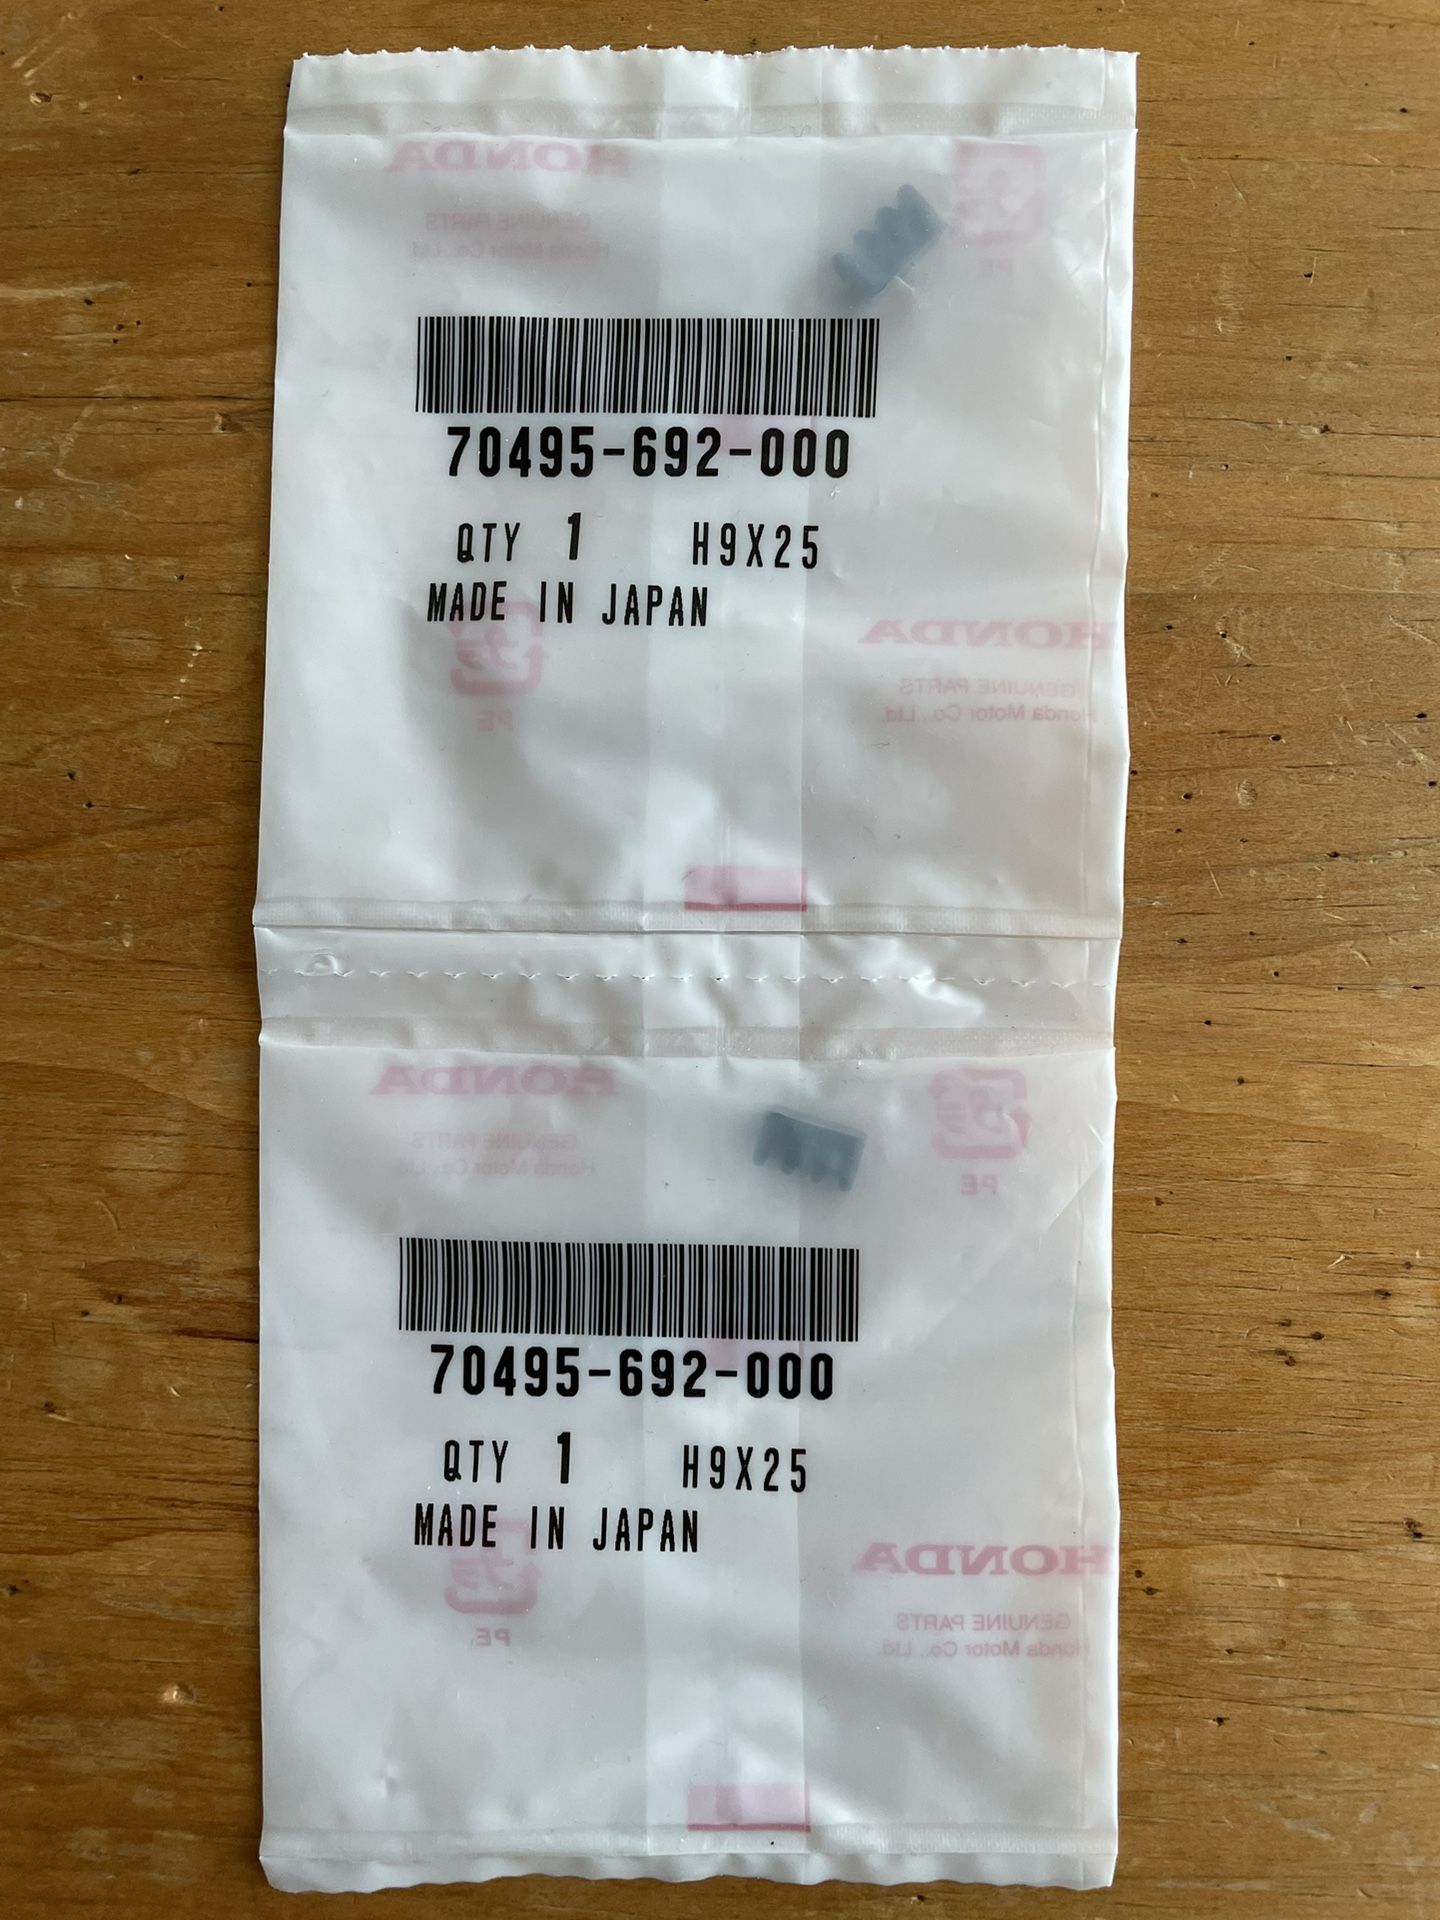 HONDA
GENUINE PARTS
Honda Motor Co., Ltd.
PE
70495-692-000
QTY 1 H9X25
MADE IN JAPAN
HONDA
GENUINE PARTS
Honda Motor Co., Ltd.
PE
HONDA
GENUINE PARTS
Honda Motor Co., Ltd.
PE
70495-692-000
QTY 1 H9X25
MADE IN JAPAN
HONDA
GENUINE PARTS
Honda Motor Co., Ltd.
PE